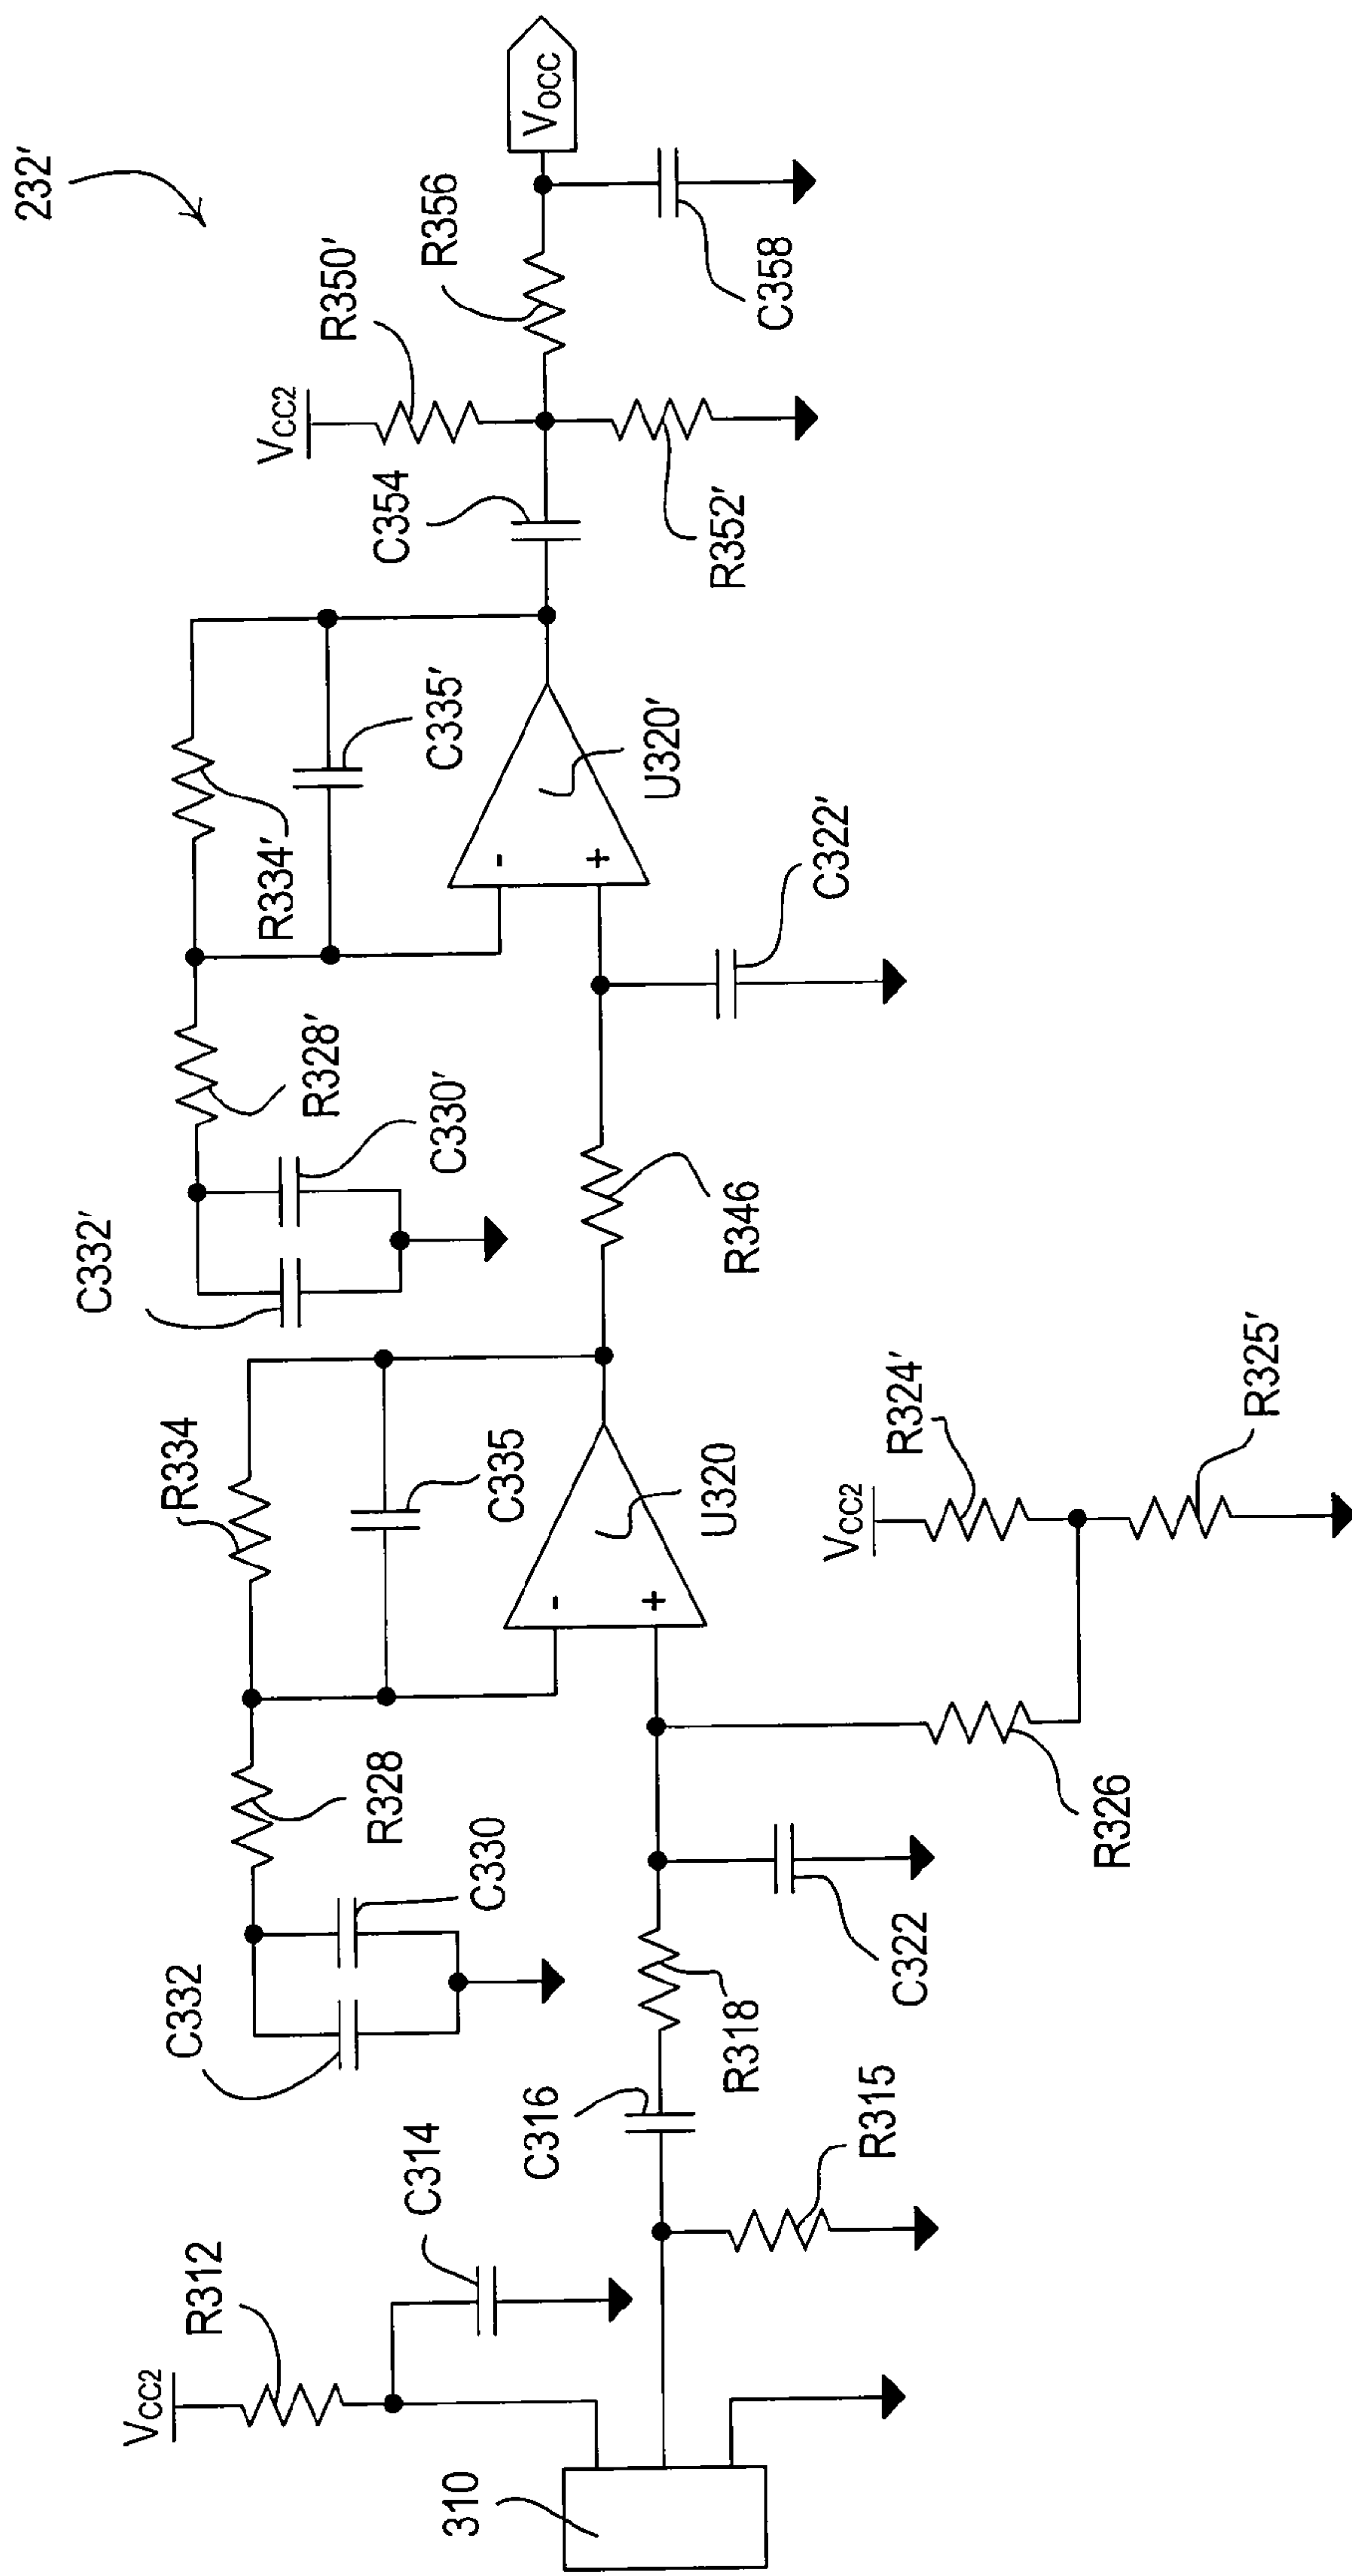 232'
VCC2
R312
C314
310
R315
C316
R318
C322
C332
C330
R328
R334
C335
U320
R326
VCC2
R324'
R325'
R346
C332'
C330'
R328'
R334'
C335'
U320'
C322'
C354
VCC2
R350'
R352'
R356
C358
VOCC
-
+
-
+